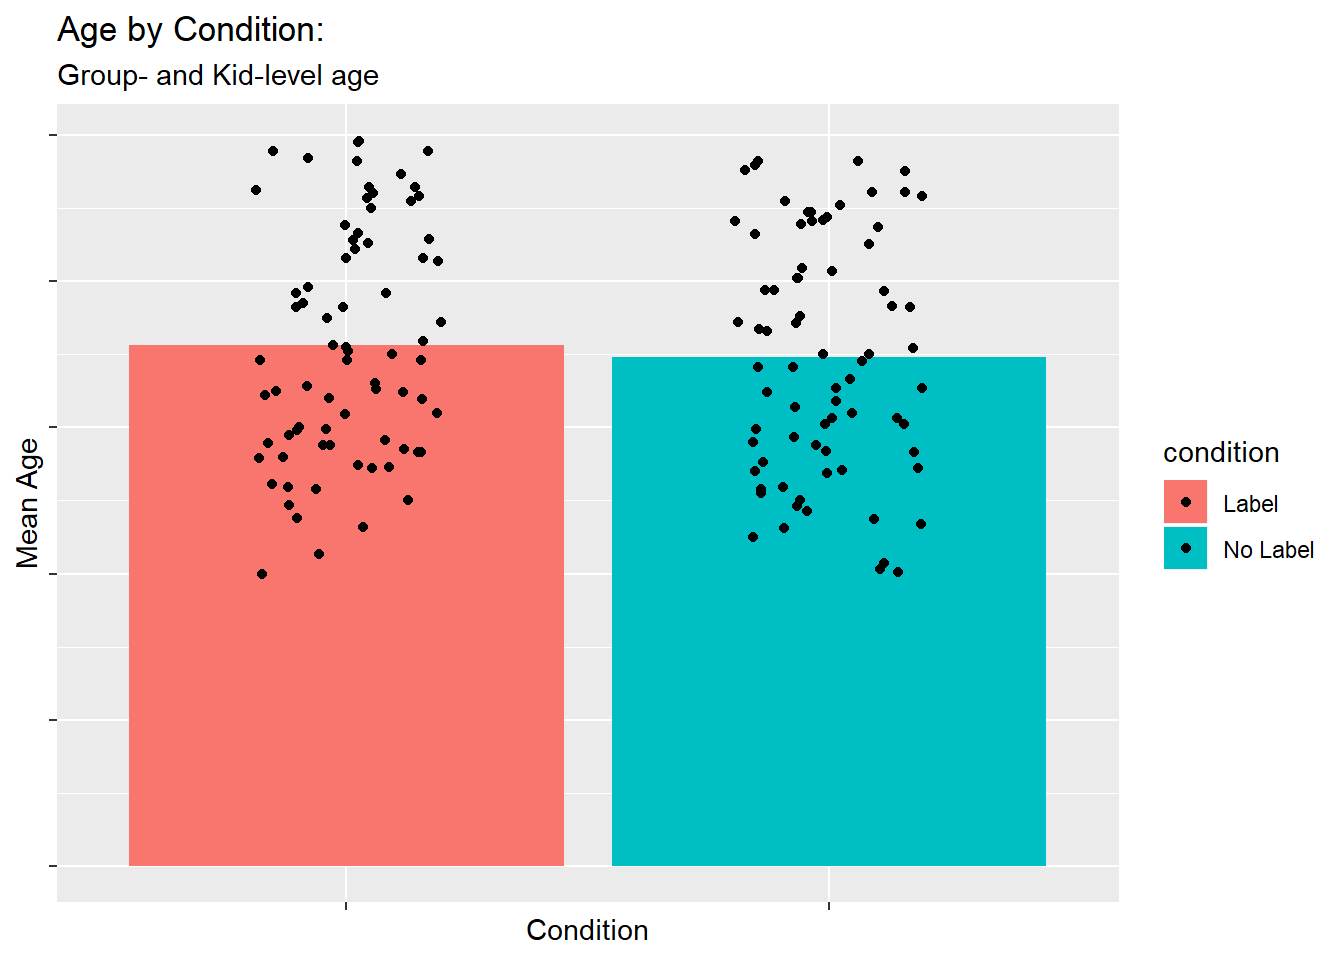 Age by Condition:
Group- and Kid-level age
Mean Age
Condition
condition
Label
No Label